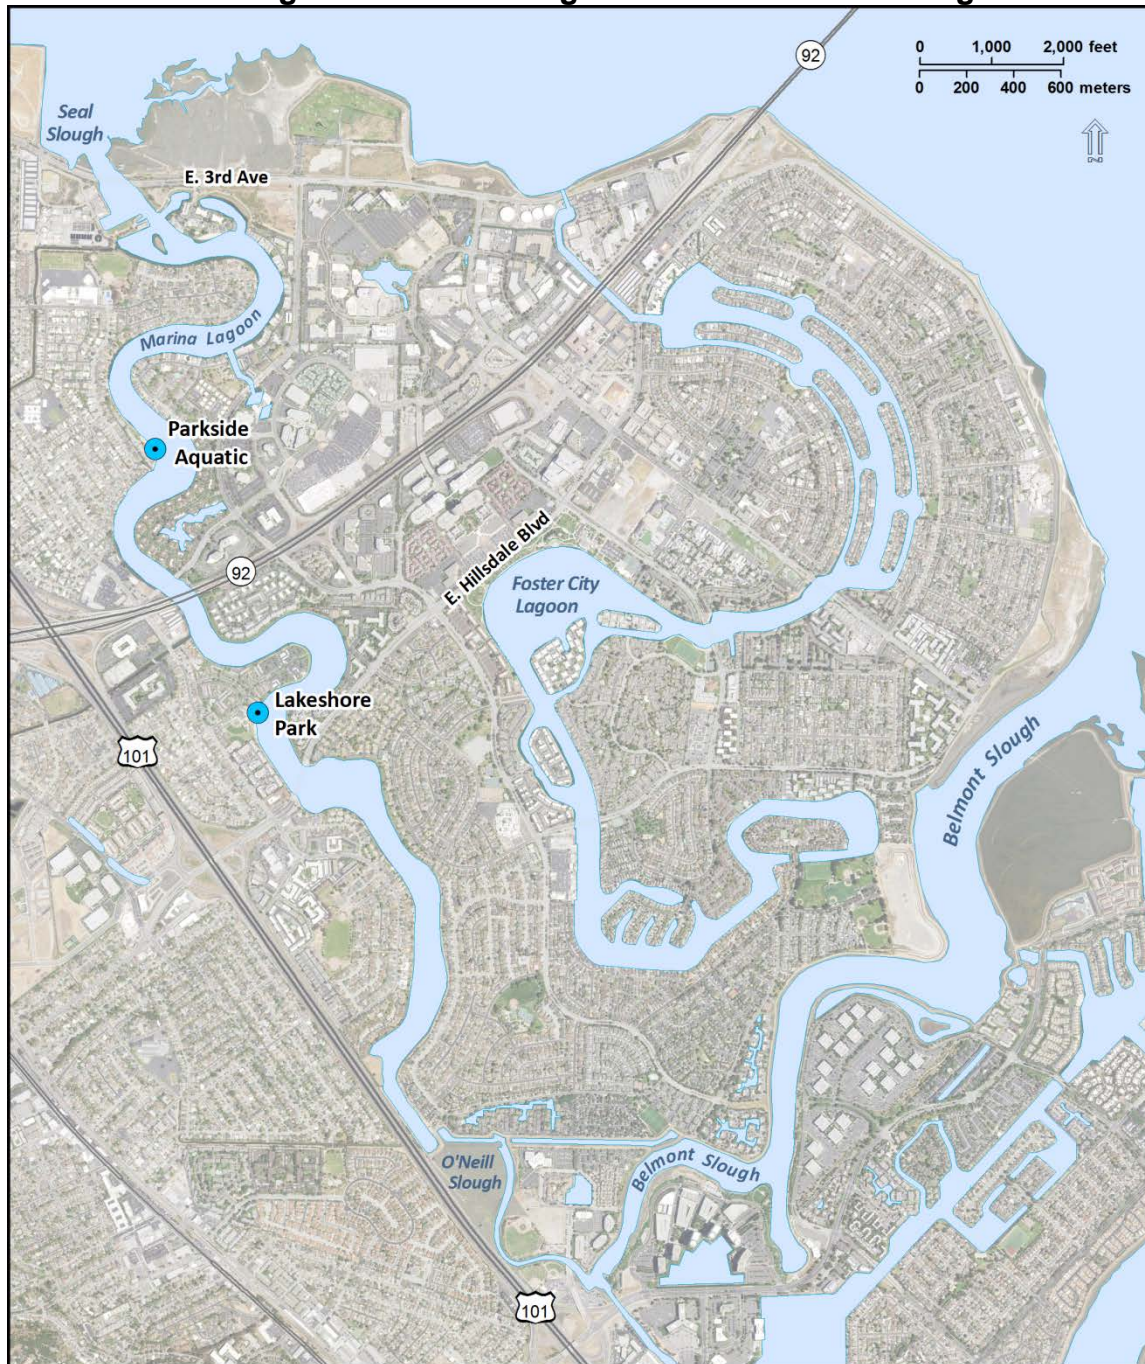 92
0 1,000 2,000 feet
0 200 400 600 meters
Seal
Slough
E. 3rd Ave
Marina Lagoon
Parkside
Aquatic
E. Hillsdale Blvd
92
Foster City
Lagoon
Lakeshore
Park
101
Belmont Slough
O'Neill
Slough
Belmont Slough
101